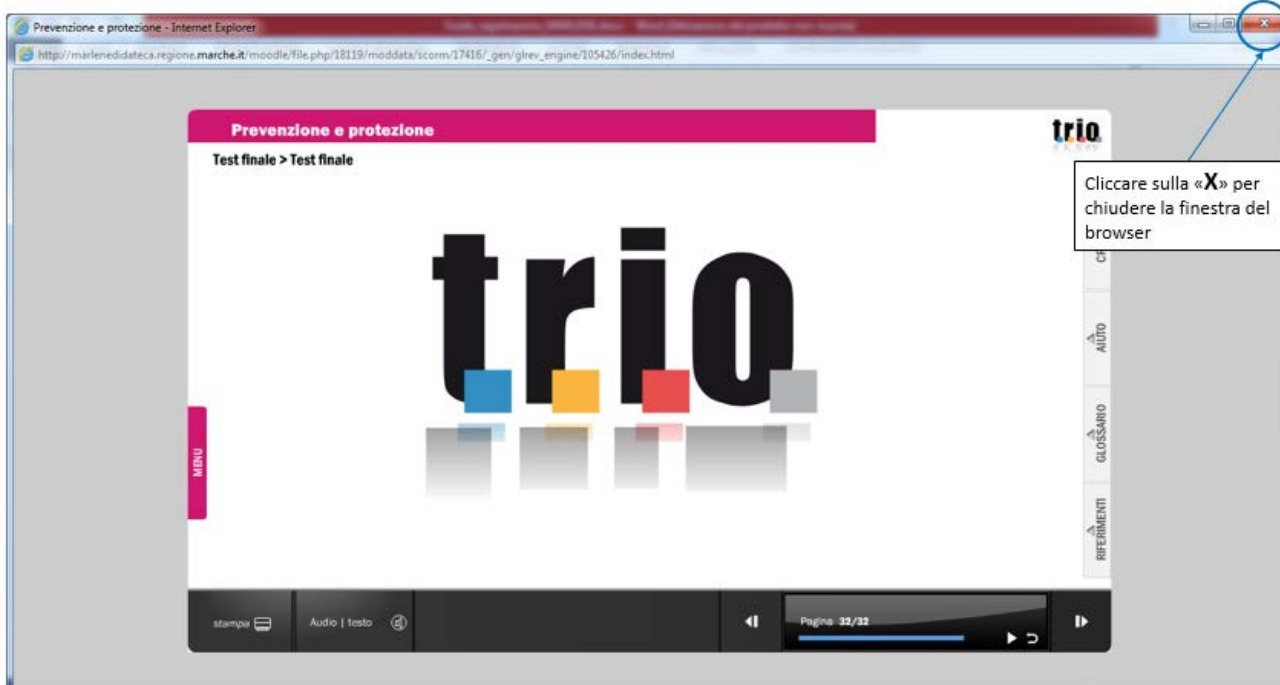 Prevenzione e protezione - Internet Explorer
http://marlenedidateca.regione.marche.it/moodle/file.php/18119/moddata/scorm/17416/_gen/glrev_engine/105426/index.html
Prevenzione e protezione
trio
Test finale > Test finale
Cliccare sulla «X» per
chiudere la finestra del
browser
trio
AIUTO
GLOSSARIO
RIFERIMENTI
MENU
stampa
Audio | testo
Pagina 32/32